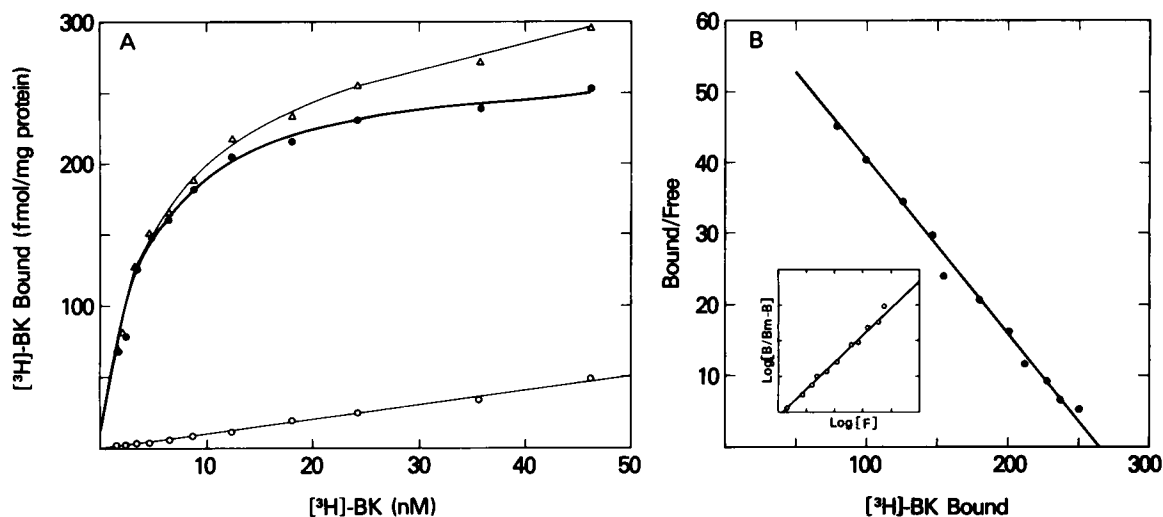 A
[³H]-BK Bound (fmol/mg protein)
300
200
100
10
20
30
40
50
[³H]-BK (nM)
B
Bound/Free
60
50
40
30
20
10
100
200
300
[³H]-BK Bound
Log[B/Bm-B]
Log[F]